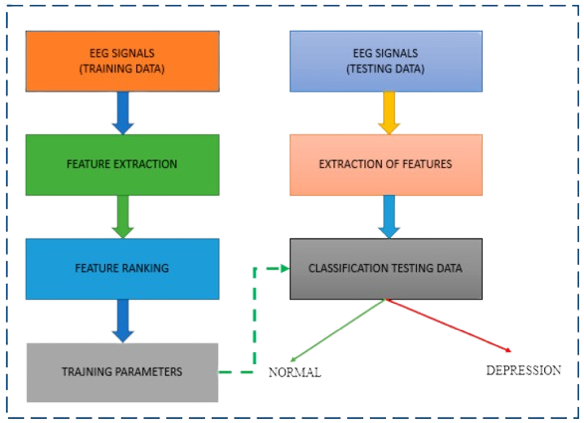 EEG SIGNALS
(TRAINING DATA)
FEATURE EXTRACTION
FEATURE RANKING
TRAJNING PARAMETERS
EEG SIGNALS
(TESTING DATA)
EXTRACTION OF FEATURES
CLASSIFICATION TESTING DATA
NORMAL
DEPRESSION